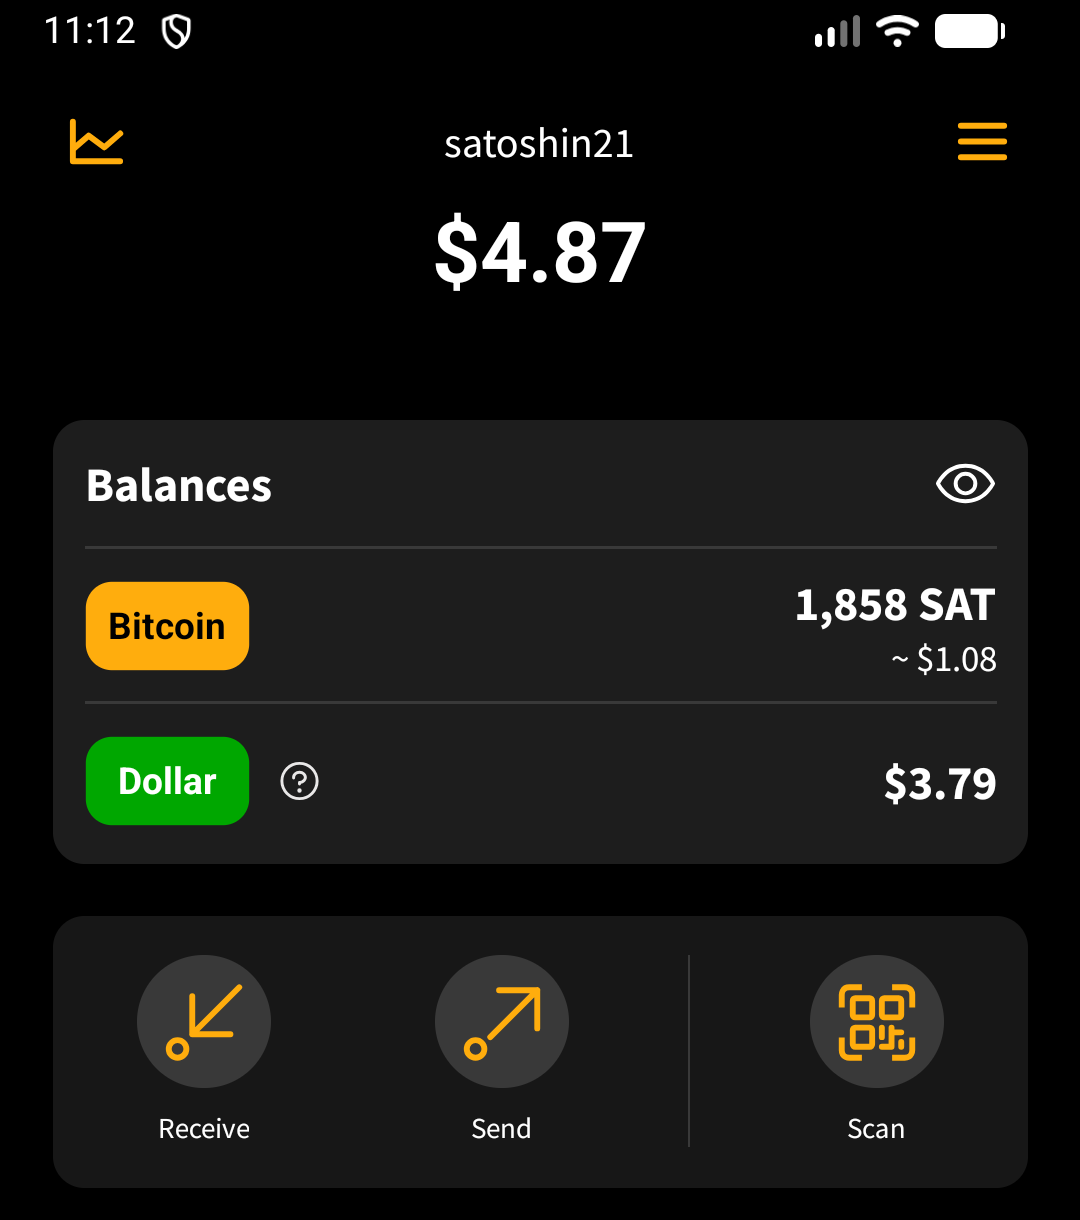 11:12
satoshin21
$4.87
Balances
Bitcoin
1,858 SAT
~ $1.08
Dollar
?
$3.79
Receive
Send
Scan